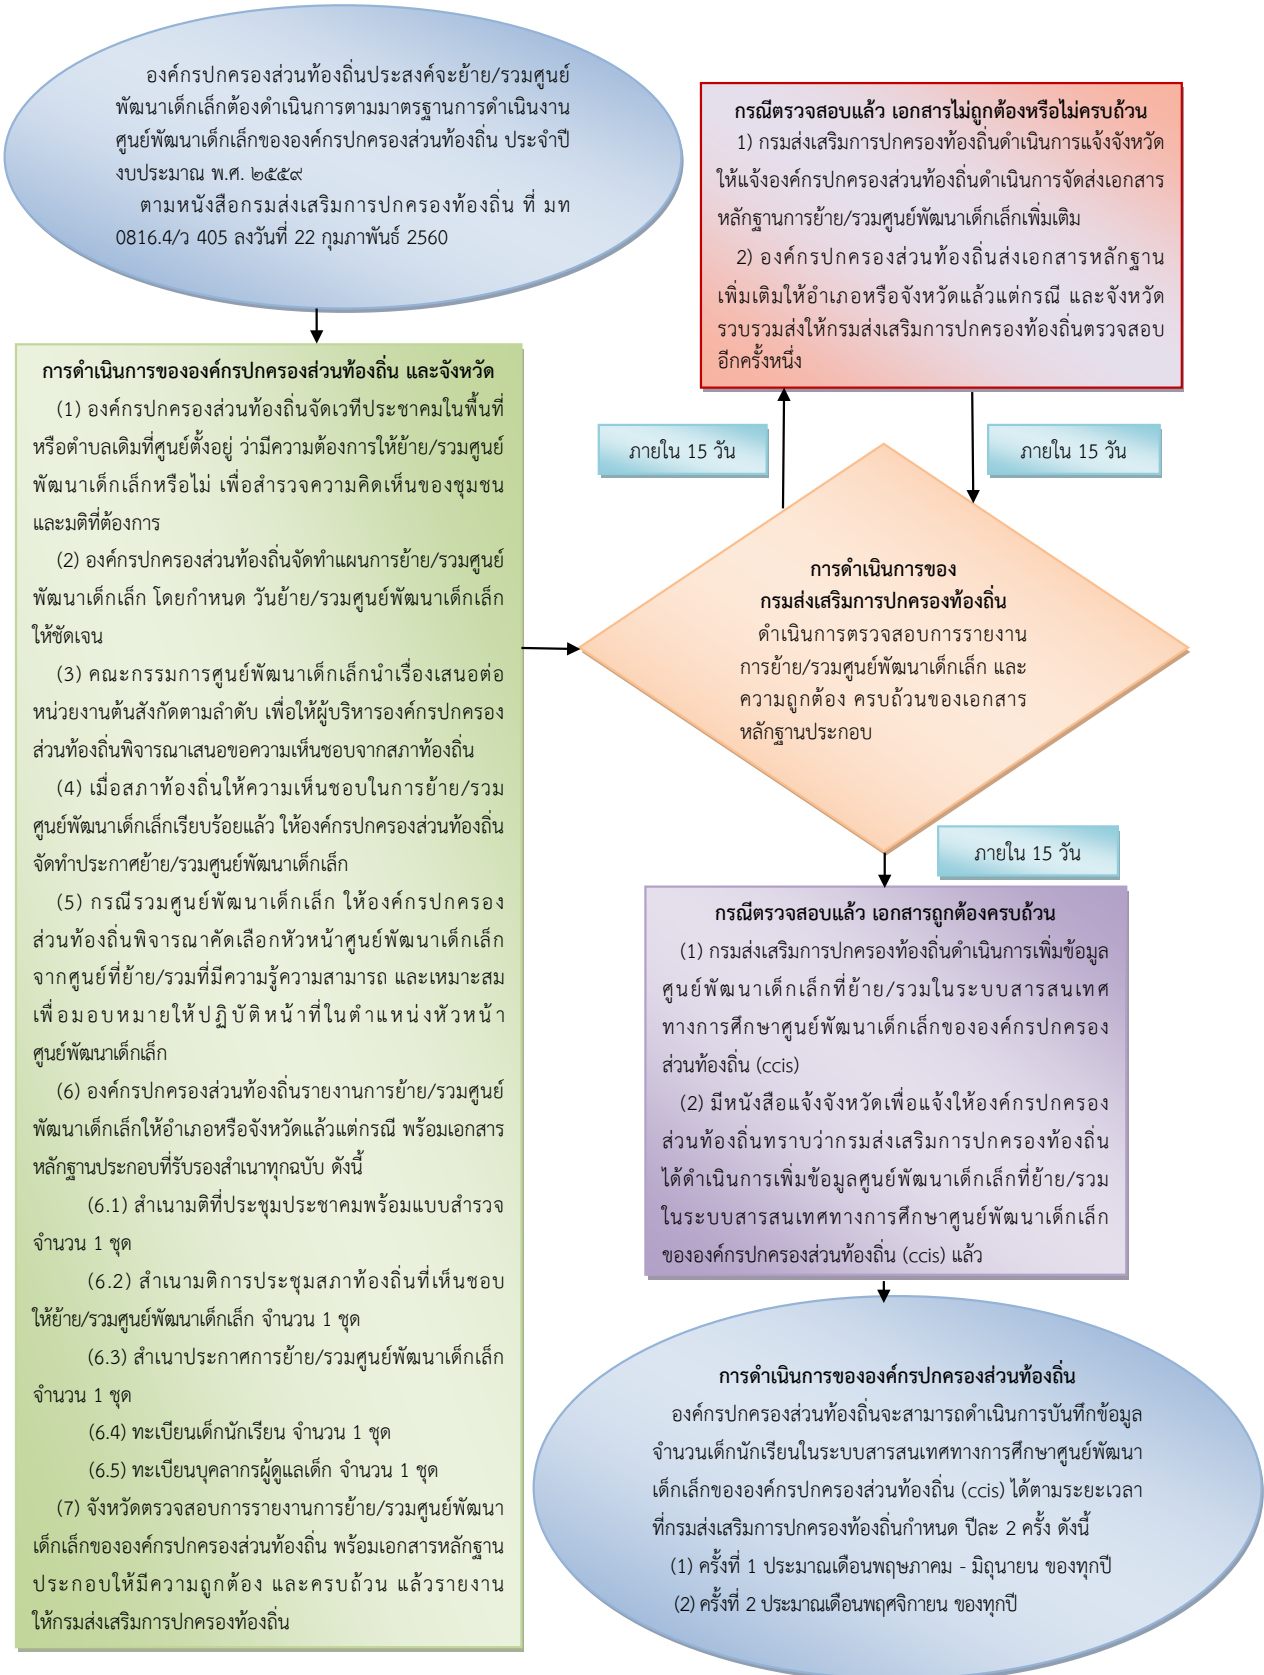 องค์กรปกครองส่วนท้องถิ่นประสงค์จะย้าย/รวมศูนย์
พัฒนาเด็กเล็กต้องดำเนินการตามมาตรฐานการดำเนินงาน
ศูนย์พัฒนาเด็กเล็กขององค์กรปกครองส่วนท้องถิ่น ประจำปี
งบประมาณ พ.ศ. ๒๕๕๙
ตามหนังสือกรมส่งเสริมการปกครองท้องถิ่น ที่ มท
0816.4/ว 405 ลงวันที่ 22 กุมภาพันธ์ 2560
การดำเนินการขององค์กรปกครองส่วนท้องถิ่น และจังหวัด
(1) องค์กรปกครองส่วนท้องถิ่นจัดเวทีประชาคมในพื้นที่
หรือตำบลเดิมที่ศูนย์ตั้งอยู่ ว่ามีความต้องการให้ย้าย/รวมศูนย์
พัฒนาเด็กเล็กหรือไม่ เพื่อสำรวจความคิดเห็นของชุมชน
และมติที่ต้องการ
(2) องค์กรปกครองส่วนท้องถิ่นจัดทำแผนการย้าย/รวมศูนย์
พัฒนาเด็กเล็ก โดยกำหนด วันย้าย/รวมศูนย์พัฒนาเด็กเล็ก
ให้ชัดเจน
(3) คณะกรรมการศูนย์พัฒนาเด็กเล็กนำเรื่องเสนอต่อ
หน่วยงานต้นสังกัดตามลำดับ เพื่อให้ผู้บริหารองค์กรปกครอง
ส่วนท้องถิ่นพิจารณาเสนอขอความเห็นชอบจากสภาท้องถิ่น
(4) เมื่อสภาท้องถิ่นให้ความเห็นชอบในการย้าย/รวม
ศูนย์พัฒนาเด็กเล็กเรียบร้อยแล้ว ให้องค์กรปกครองส่วนท้องถิ่น
จัดทำประกาศย้าย/รวมศูนย์พัฒนาเด็กเล็ก
(5) กรณีรวมศูนย์พัฒนาเด็กเล็ก ให้องค์กรปกครอง
ส่วนท้องถิ่นพิจารณาคัดเลือกหัวหน้าศูนย์พัฒนาเด็กเล็ก
จากศูนย์ที่ย้าย/รวมที่มีความรู้ความสามารถ และเหมาะสม
เพื่อมอบหมายให้ปฏิบัติหน้าที่ในตำแหน่งหัวหน้า
ศูนย์พัฒนาเด็กเล็ก
(6) องค์กรปกครองส่วนท้องถิ่นรายงานการย้าย/รวมศูนย์
พัฒนาเด็กเล็กให้อำเภอหรือจังหวัดแล้วแต่กรณี พร้อมเอกสาร
หลักฐานประกอบที่รับรองสำเนาทุกฉบับ ดังนี้
(6.1) สำเนามติที่ประชุมประชาคมพร้อมแบบสำรวจ
จำนวน 1 ชุด
(6.2) สำเนามติการประชุมสภาท้องถิ่นที่เห็นชอบ
ให้ย้าย/รวมศูนย์พัฒนาเด็กเล็ก จำนวน 1 ชุด
(6.3) สำเนาประกาศการย้าย/รวมศูนย์พัฒนาเด็กเล็ก
จำนวน 1 ชุด
(6.4) ทะเบียนเด็กนักเรียน จำนวน 1 ชุด
(6.5) ทะเบียนบุคลากรผู้ดูแลเด็ก จำนวน 1 ชุด
(7) จังหวัดตรวจสอบการรายงานการย้าย/รวมศูนย์พัฒนา
เด็กเล็กขององค์กรปกครองส่วนท้องถิ่น พร้อมเอกสารหลักฐาน
ประกอบให้มีความถูกต้อง และครบถ้วน แล้วรายงาน
ให้กรมส่งเสริมการปกครองท้องถิ่น
กรณีตรวจสอบแล้ว เอกสารไม่ถูกต้องหรือไม่ครบถ้วน
1) กรมส่งเสริมการปกครองท้องถิ่นดำเนินการแจ้งจังหวัด
ให้แจ้งองค์กรปกครองส่วนท้องถิ่นดำเนินการจัดส่งเอกสาร
หลักฐานการย้าย/รวมศูนย์พัฒนาเด็กเล็กเพิ่มเติม
2) องค์กรปกครองส่วนท้องถิ่นส่งเอกสารหลักฐาน
เพิ่มเติมให้อำเภอหรือจังหวัดแล้วแต่กรณี และจังหวัด
รวบรวมส่งให้กรมส่งเสริมการปกครองท้องถิ่นตรวจสอบ
อีกครั้งหนึ่ง
ภายใน 15 วัน
ภายใน 15 วัน
การดำเนินการของ
กรมส่งเสริมการปกครองท้องถิ่น
ดำเนินการตรวจสอบการรายงาน
การย้าย/รวมศูนย์พัฒนาเด็กเล็ก และ
ความถูกต้อง ครบถ้วนของเอกสาร
หลักฐานประกอบ
ภายใน 15 วัน
กรณีตรวจสอบแล้ว เอกสารถูกต้องครบถ้วน
(1) กรมส่งเสริมการปกครองท้องถิ่นดำเนินการเพิ่มข้อมูล
ศูนย์พัฒนาเด็กเล็กที่ย้าย/รวมในระบบสารสนเทศ
ทางการศึกษาศูนย์พัฒนาเด็กเล็กขององค์กรปกครอง
ส่วนท้องถิ่น (ccis)
(2) มีหนังสือแจ้งจังหวัดเพื่อแจ้งให้องค์กรปกครอง
ส่วนท้องถิ่นทราบว่ากรมส่งเสริมการปกครองท้องถิ่น
ได้ดำเนินการเพิ่มข้อมูลศูนย์พัฒนาเด็กเล็กที่ย้าย/รวม
ในระบบสารสนเทศทางการศึกษาศูนย์พัฒนาเด็กเล็ก
ขององค์กรปกครองส่วนท้องถิ่น (ccis) แล้ว
การดำเนินการขององค์กรปกครองส่วนท้องถิ่น
องค์กรปกครองส่วนท้องถิ่นจะสามารถดำเนินการบันทึกข้อมูล
จำนวนเด็กนักเรียนในระบบสารสนเทศทางการศึกษาศูนย์พัฒนา
เด็กเล็กขององค์กรปกครองส่วนท้องถิ่น (ccis) ได้ตามระยะเวลา
ที่กรมส่งเสริมการปกครองท้องถิ่นกำหนด ปีละ 2 ครั้ง ดังนี้
(1) ครั้งที่ 1 ประมาณเดือนพฤษภาคม - มิถุนายน ของทุกปี
(2) ครั้งที่ 2 ประมาณเดือนพฤศจิกายน ของทุกปี